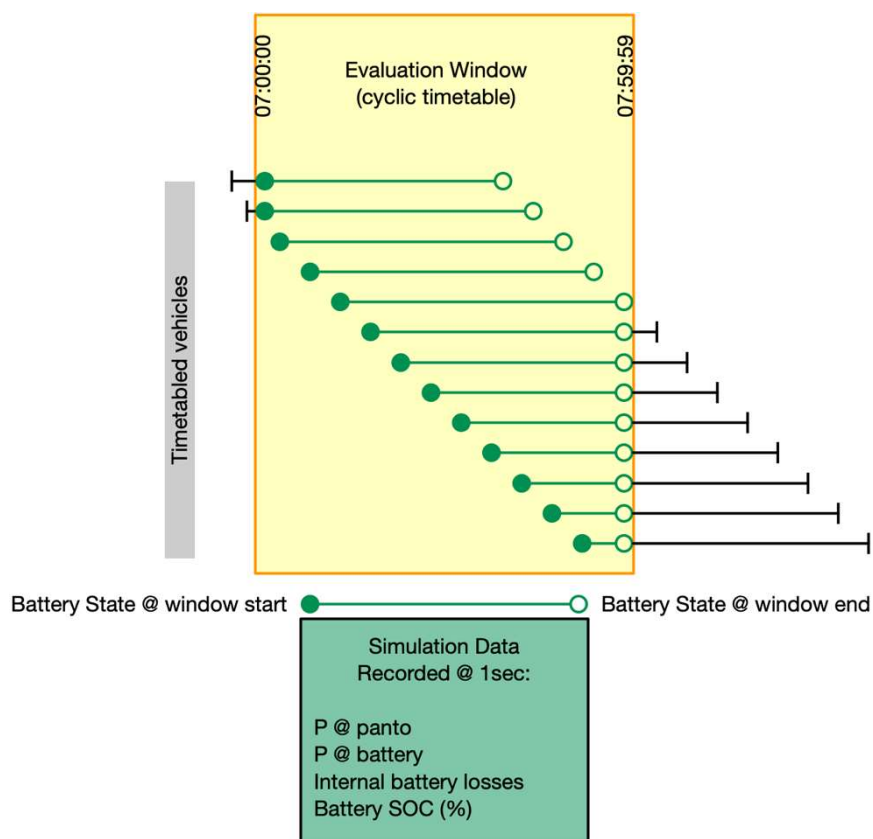 07:00:00
Evaluation Window
(cyclic timetable)
07:59:59
Timetabled vehicles
Battery State @ window start
Battery State @ window end
Simulation Data
Recorded @ 1sec:
P @ panto
P @ battery
Internal battery losses
Battery SOC (%)